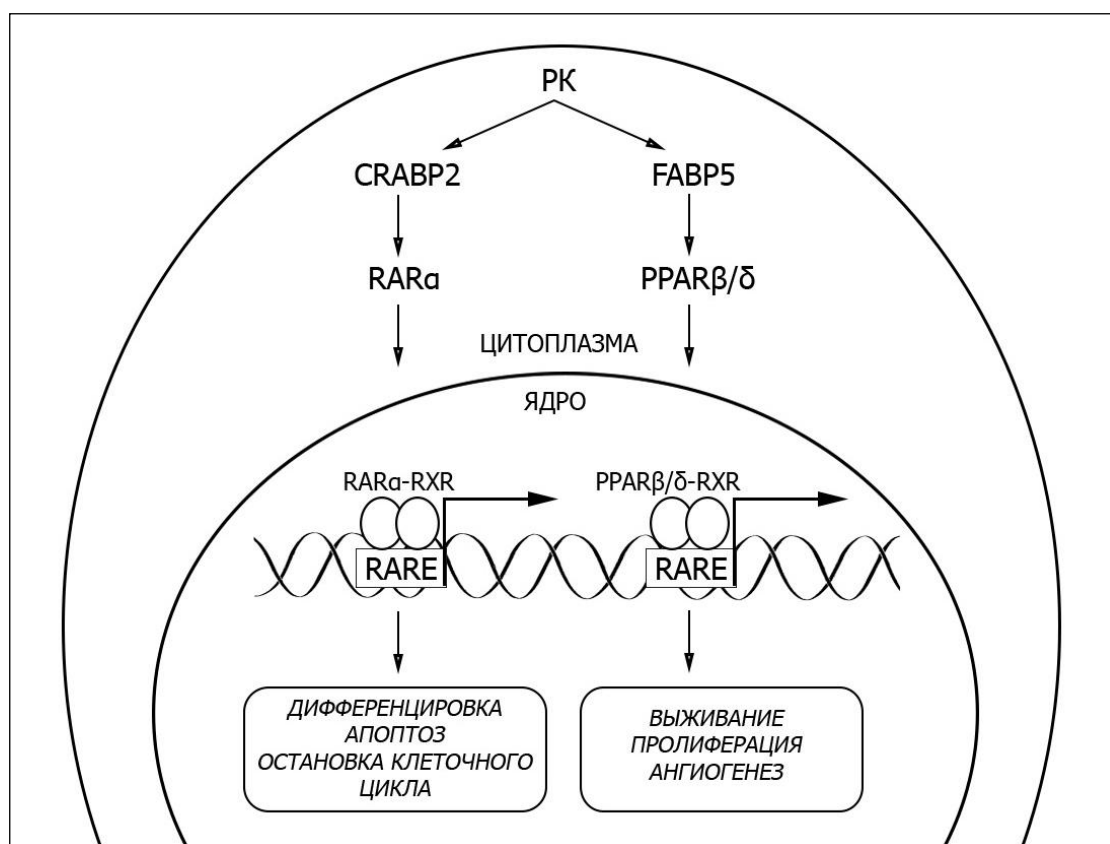 РК
CRABP2
FABP5
RARα
PPARβ/δ
ЦИТОПЛАЗМА
ЯДРО
RARα-RXR
PPARβ/δ-RXR
RARE
RARE
ДИФФЕРЕНЦИРОВКА
АПОПТОЗ
ОСТАНОВКА КЛЕТОЧНОГО
ЦИКЛА
ВЫЖИВАНИЕ
ПРОЛИФЕРАЦИЯ
АНГИОГЕНЕЗ